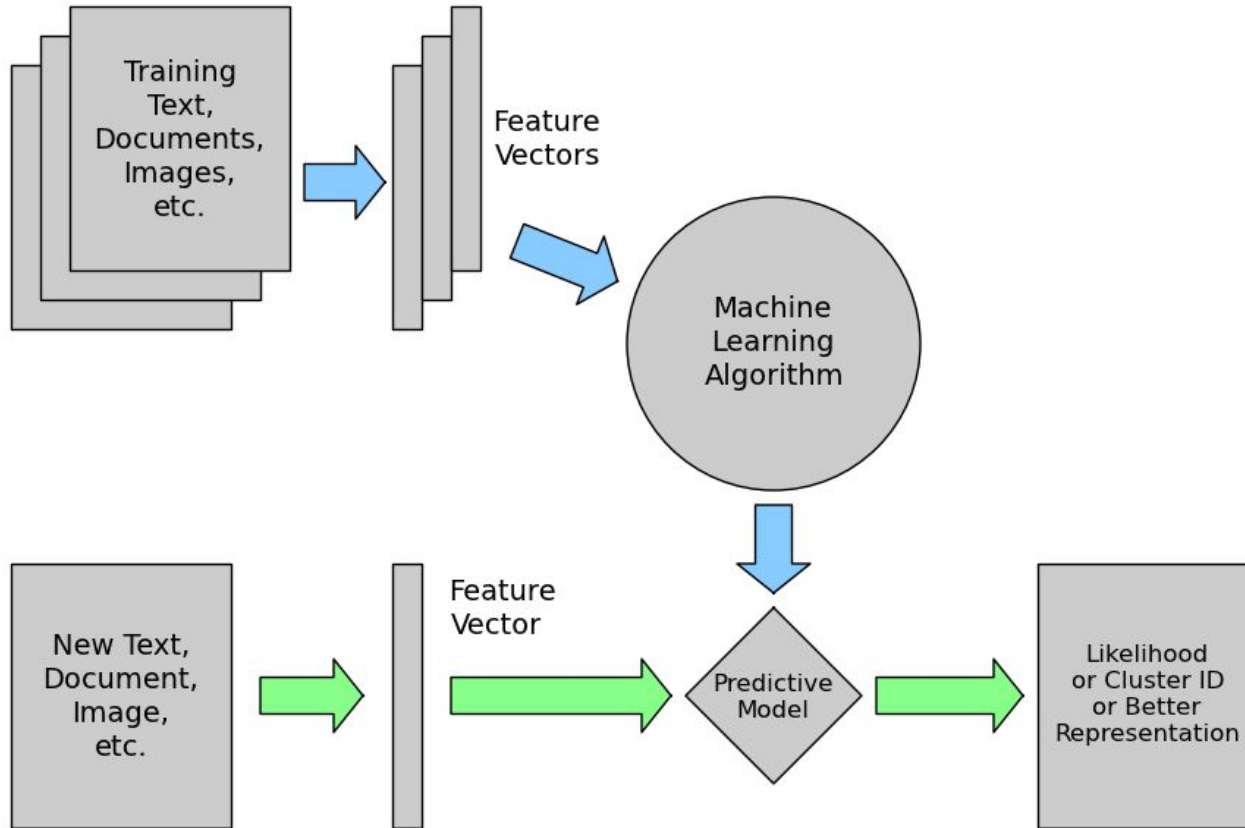 Training
Text,
Documents,
Images,
etc.
Feature
Vectors
Machine
Learning
Algorithm
New Text,
Document,
Image,
etc.
Feature
Vector
Predictive
Model
Likelihood
or Cluster ID
or Better
Representation